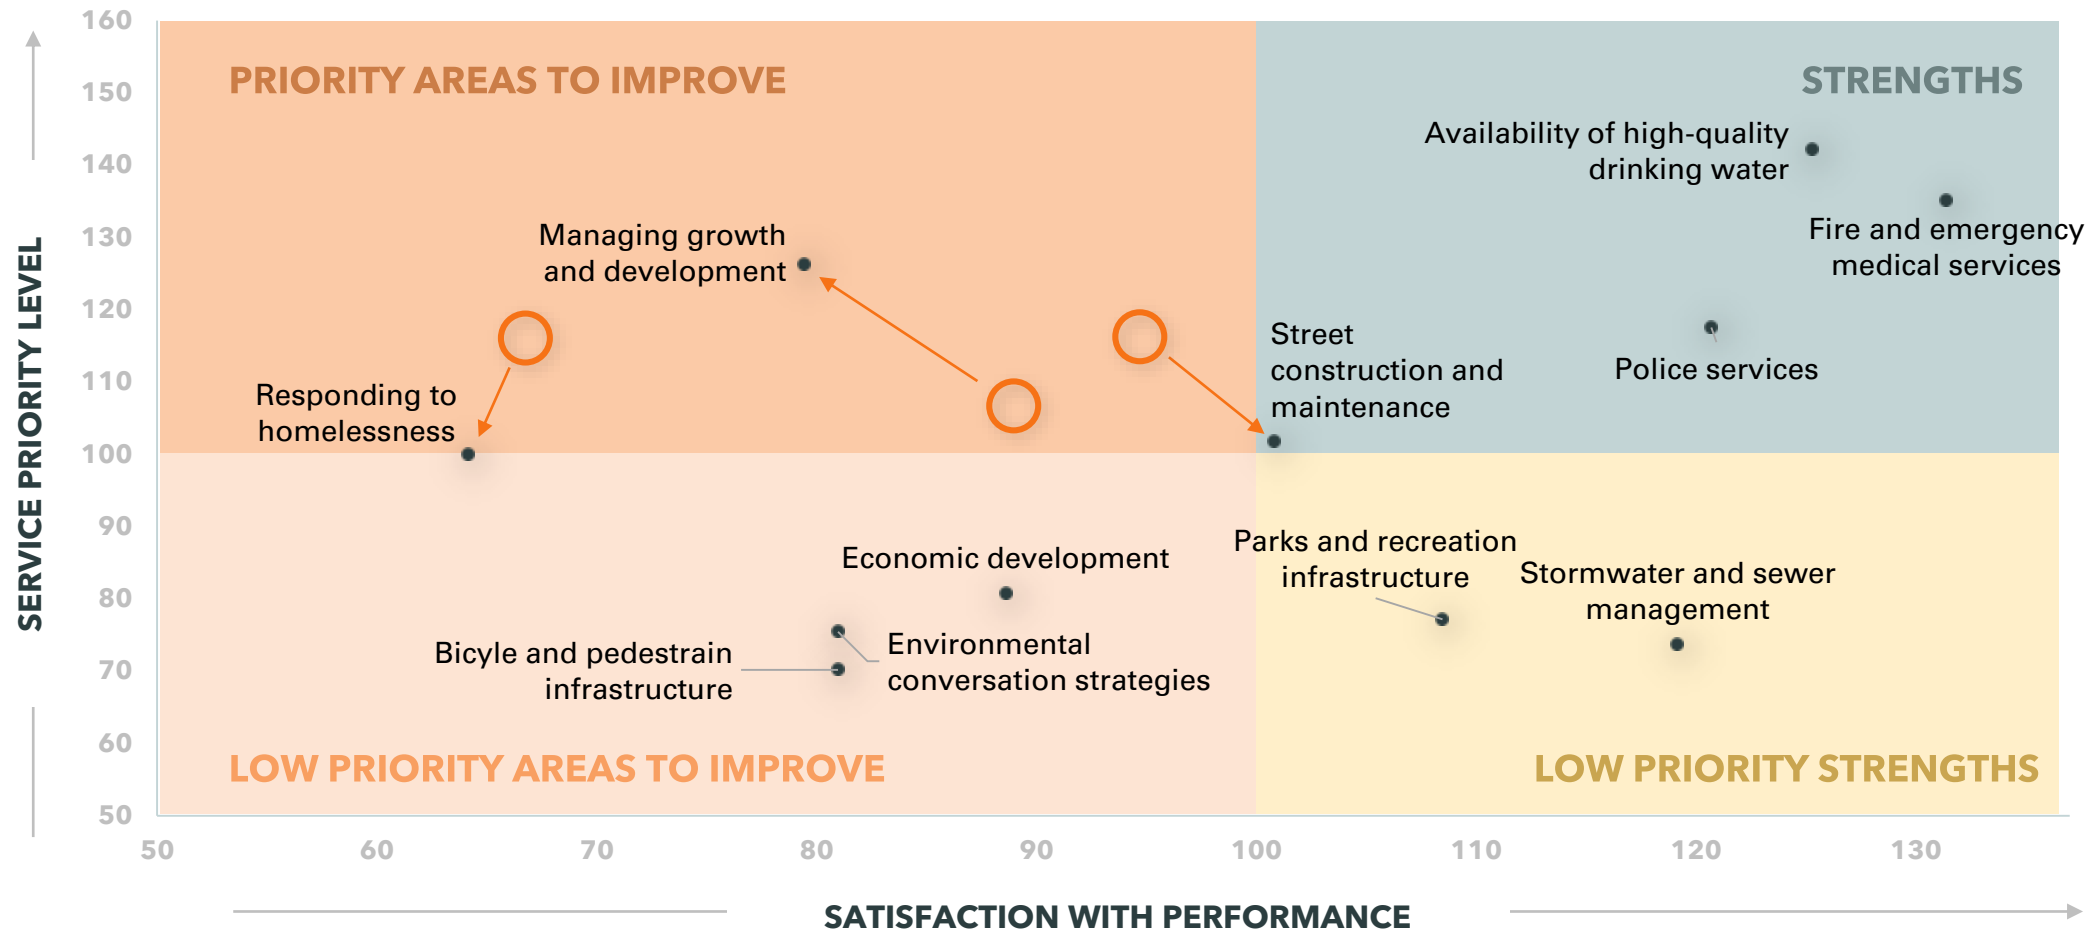 160
150
140
130
120
110
100
90
80
70
60
50
SERVICE PRIORITY LEVEL
PRIORITY AREAS TO IMPROVE
STRENGTHS
Availability of high-quality
drinking water
Fire and emergency
medical services
Managing growth
and development
Street
construction and
maintenance
Police services
Responding to
homelessness
Economic development
Parks and recreation
infrastructure
Stormwater and sewer
management
Bicyle and pedestrain
infrastructure
Environmental
conversation strategies
LOW PRIORITY AREAS TO IMPROVE
LOW PRIORITY STRENGTHS
50 60 70 80 90 100 110 120 130
SATISFACTION WITH PERFORMANCE